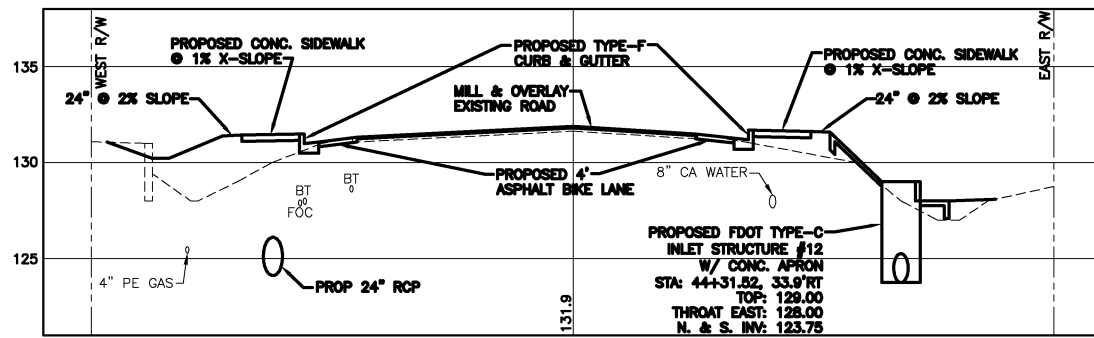 135
130
125
WEST R/W
EAST R/W
PROPOSED CONC. SIDEWALK
@ 1% X-SLOPE
24" @ 2% SLOPE
PROPOSED TYPE-F
CURB & GUTTER
MILL & OVERLAY
EXISTING ROAD
PROPOSED CONC. SIDEWALK
@ 1% X-SLOPE
24" @ 2% SLOPE
PROPOSED 4'
ASPHALT BIKE LANE
8" CA WATER
BT
BT
FOC
4" PE GAS
PROP 24" RCP
131.9
PROPOSED FDOT TYPE-C
INLET STRUCTURE #12
W/ CONC. APRON
STA: 44+31.52, 33.9'RT
TOP: 129.00
THROAT EAST: 128.00
N. & S. INV: 123.75